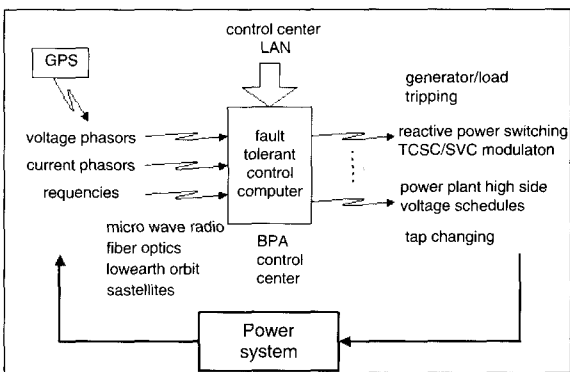 control center
LAN
GPS
generator/load
tripping
voltage phasors
current phasors
requencies
fault
tolerant
control
computer
reactive power switching
TCSC/SVC modulaton
power plant high side
voltage schedules
micro wave radio
fiber optics
lowearth orbit
sastellites
BPA
control
center
tap changing
Power
system